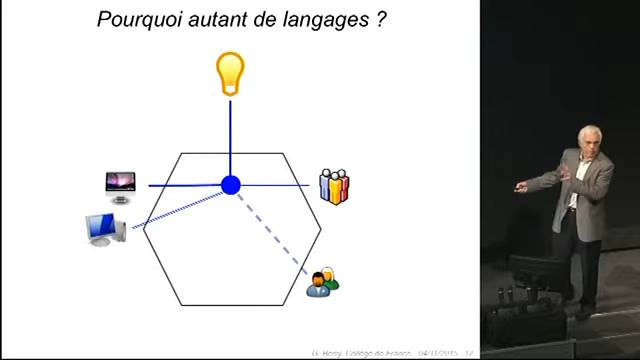 Pourquoi autant de langages ?
G. Berry, Collège de France 04/11/2015 12